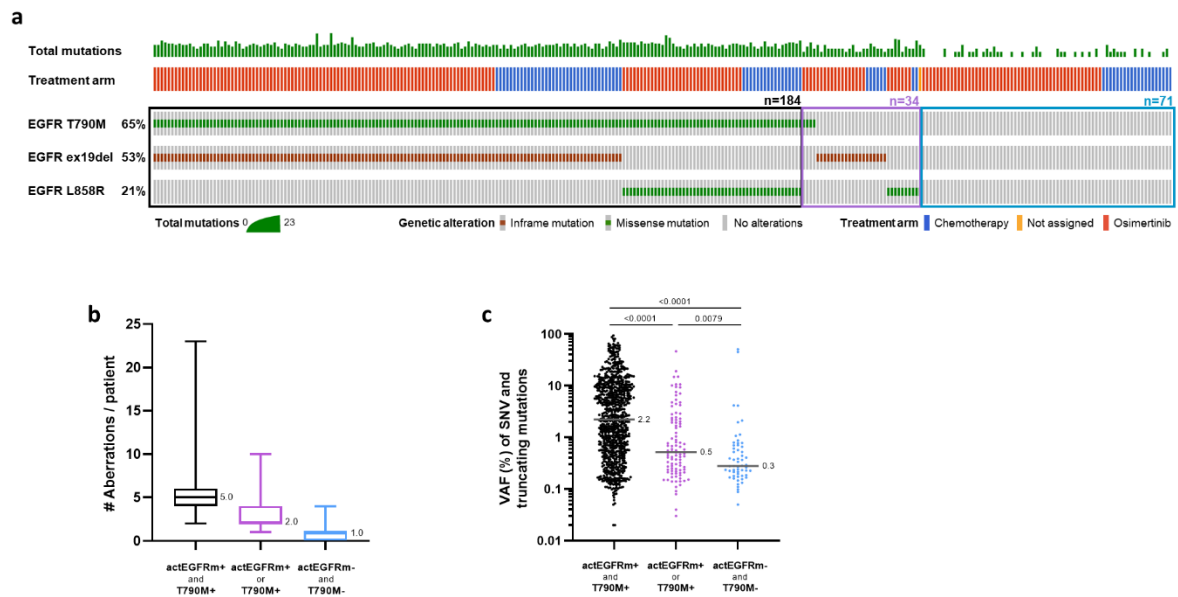 a
Total mutations
Treatment arm
n=184
n=34
n=71
EGFR T790M 65%
EGFR ex19del 53%
EGFR L858R 21%
Total mutations 0 23
Genetic alteration Inframe mutation Missense mutation No alterations
Treatment arm Chemotherapy Not assigned Osimertinib
b
# Aberrations / patient
25
20
15
10
5
0
5.0
2.0
1.0
actEGFRm+ and T790M+
actEGFRm+ or T790M+
actEGFRm- and T790M-
c
<0.0001
<0.0001 0.0079
VAF (%) of SNV and
truncating mutations
100
10
1
0.1
0.01
2.2
0.5
0.3
actEGFRm+ and T790M+
actEGFRm+ or T790M+
actEGFRm- and T790M-